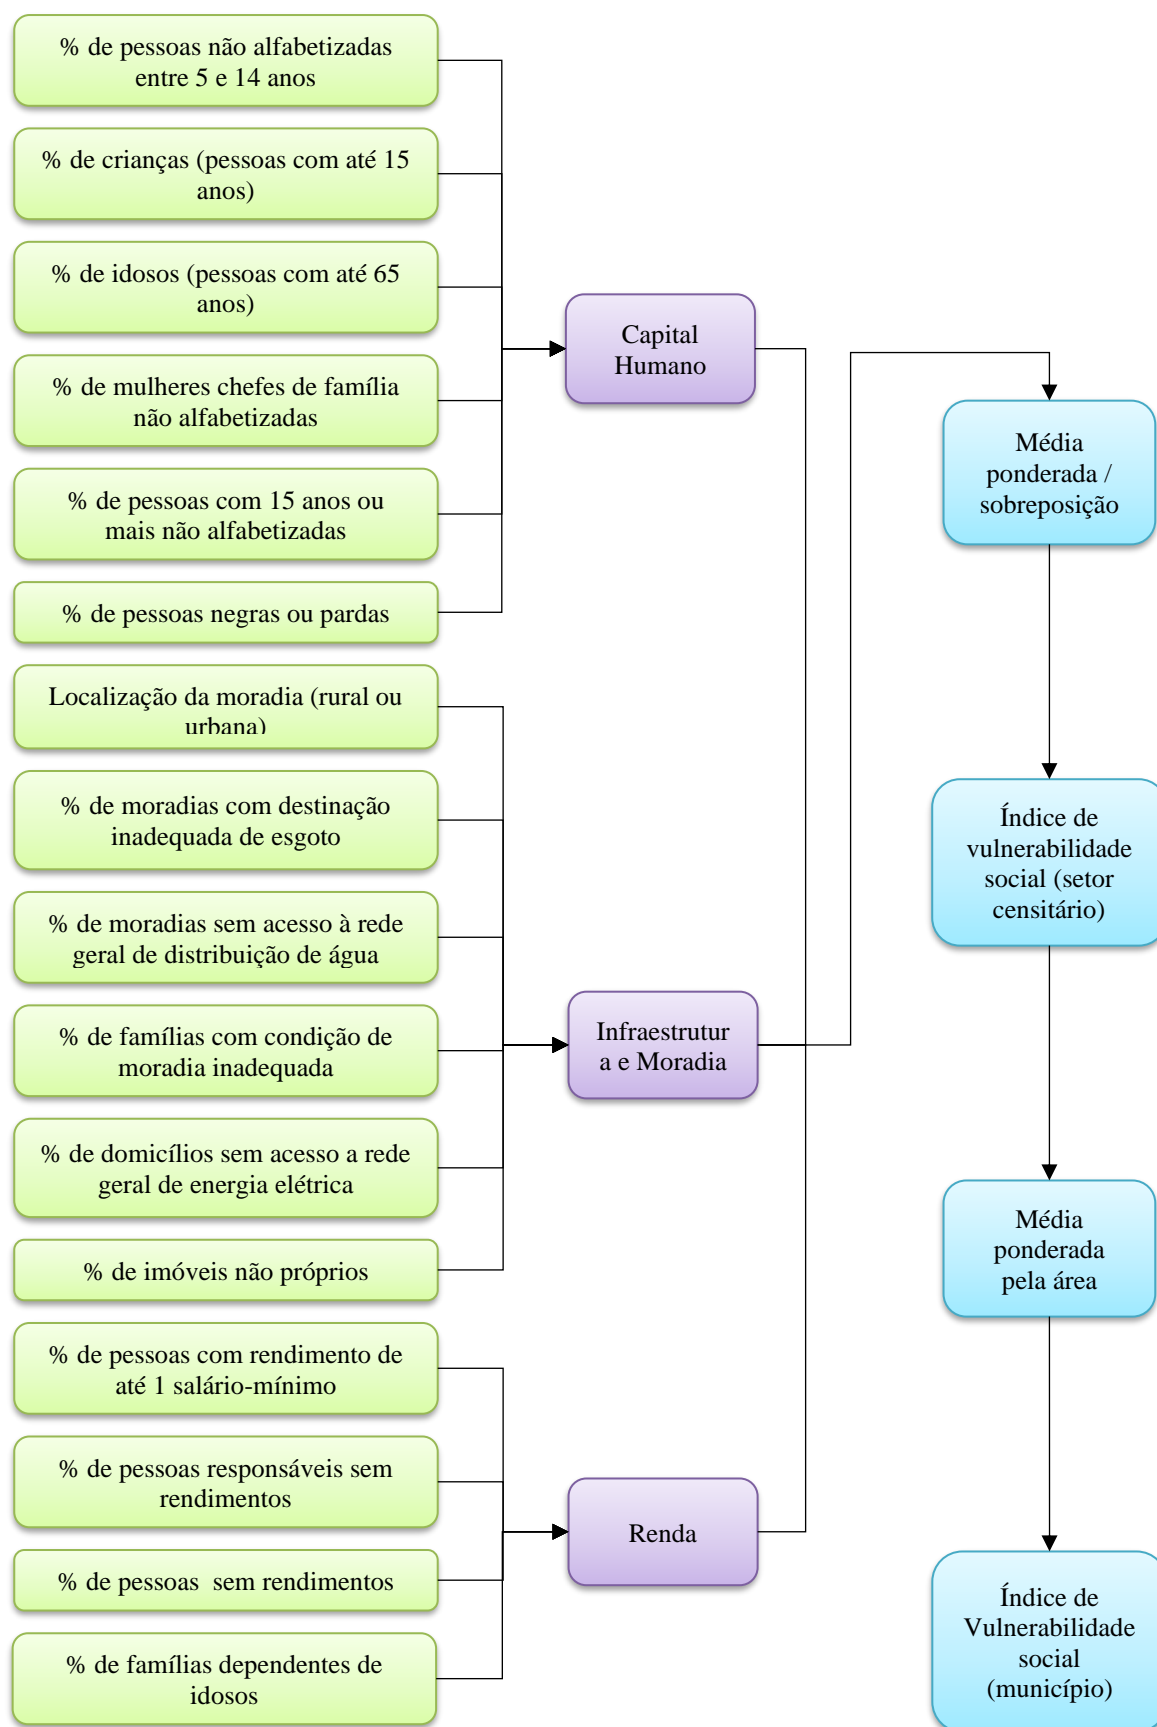 % de pessoas não alfabetizadas
entre 5 e 14 anos
% de crianças (pessoas com até 15
anos)
% de idosos (pessoas com até 65
anos)
% de mulheres chefes de família
não alfabetizadas
% de pessoas com 15 anos ou
mais não alfabetizadas
% de pessoas negras ou pardas
Localização da moradia (rural ou
urbana)
% de moradias com destinação
inadequada de esgoto
% de moradias sem acesso à rede
geral de distribuição de água
% de famílias com condição de
moradia inadequada
% de domicílios sem acesso a rede
geral de energia elétrica
% de imóveis não próprios
% de pessoas com rendimento de
até 1 salário-mínimo
% de pessoas responsáveis sem
rendimentos
% de pessoas  sem rendimentos
% de famílias dependentes de
idosos
Capital
Humano
Infraestrutur
a e Moradia
Renda
Média
ponderada /
sobreposição
Índice de
vulnerabilidade
social (setor
censitário)
Média
ponderada
pela área
Índice de
Vulnerabilidade
social
(município)